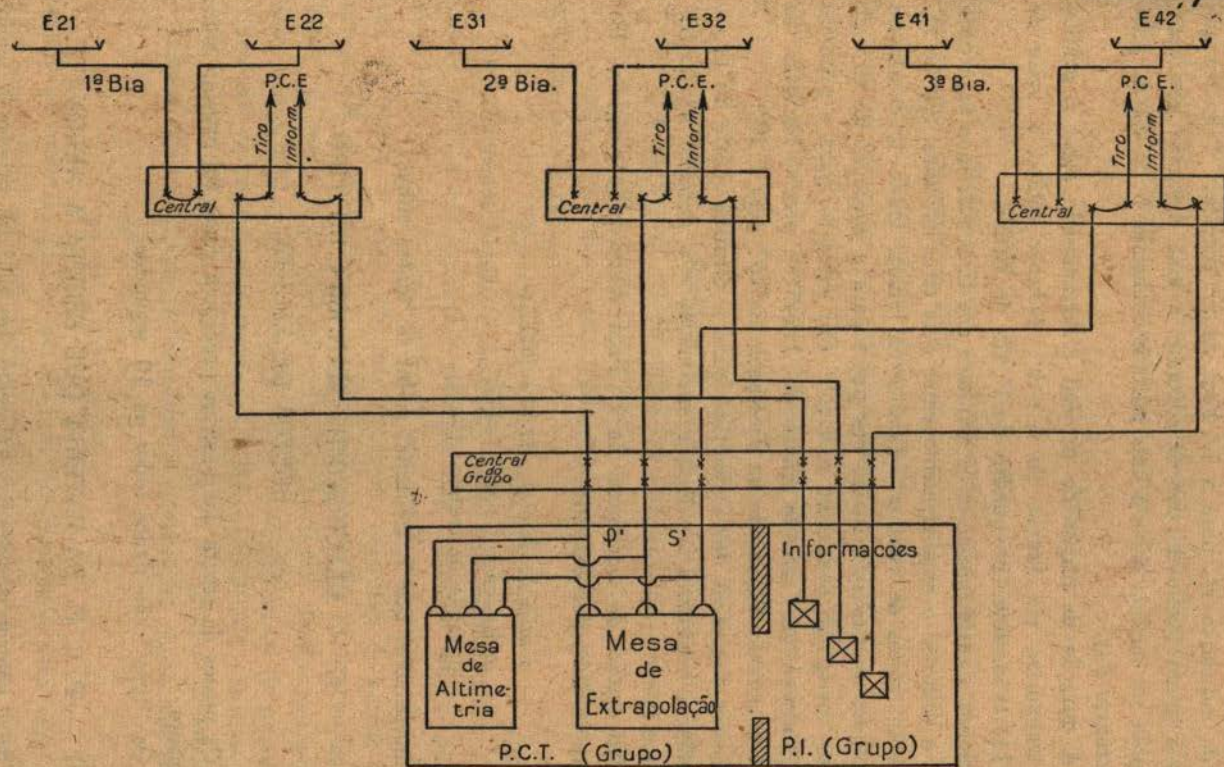 E21
E22
E31
E32
E41
E42
1ª Bia
P.C.E
2ª Bia.
P.C.E.
3ª Bia.
P.C E.
Tiro
Inform.
Tiro
Inform.
Tiro
Inform.
Central
Central
Central
Central
do
Grupo
φ'
S'
Informacões
Mesa
de
Altime-
tria
Mesa
de
Extrapolação
P.C.T. (Grupo)
P.I. (Grupo)